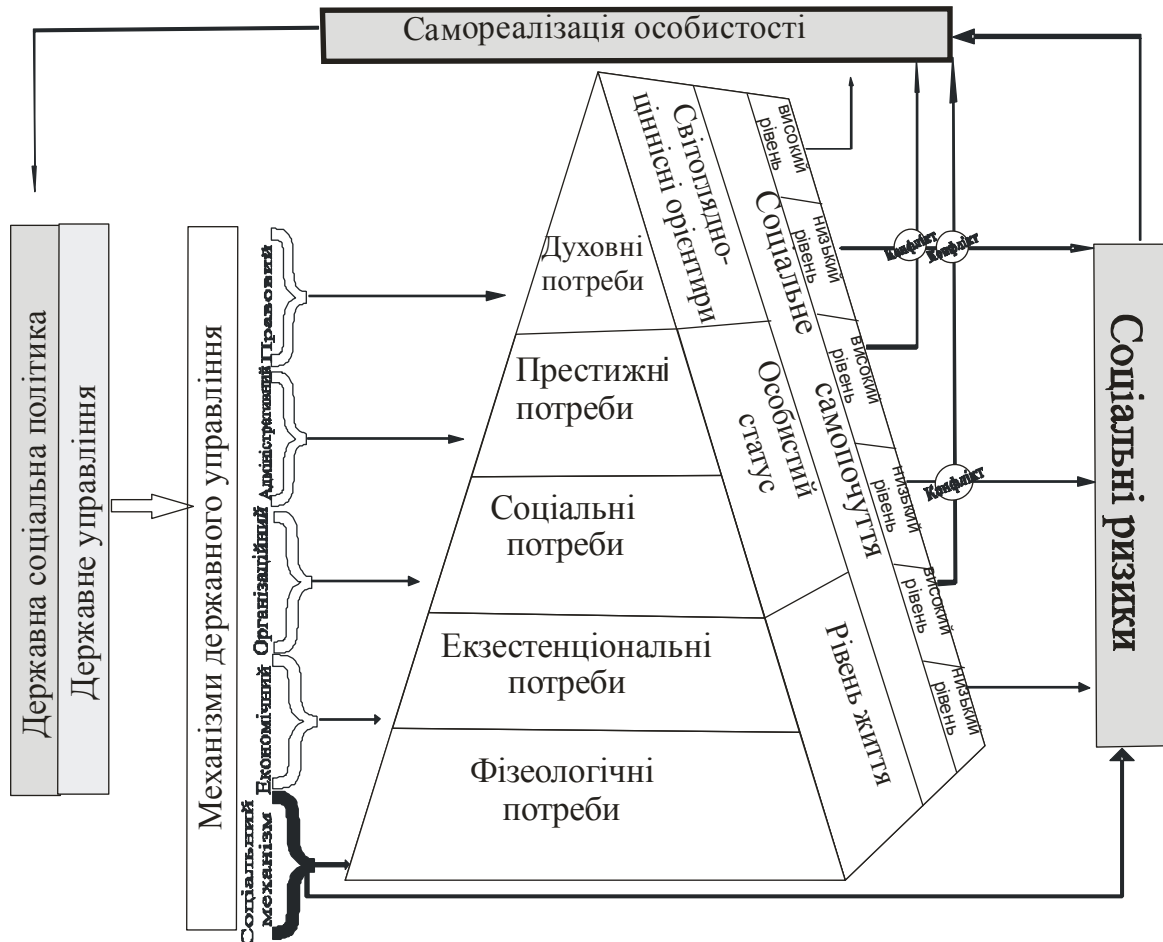 Самореалізація особистості
Державна соціальна політика
Державне управління
Механізми державного управління
Правовий
Адміністративний
Організаційний
Економічний
Соціальний
механізм
Духовні
потреби
Престижні
потреби
Соціальні
потреби
Екзестенціональні
потреби
Фізеологічні
потреби
Світоглядно-
ціннісні орієнтири
Особистий
статус
Рівень життя
Соціальне
самопочуття
високий
рівень
низький
рівень
високий
рівень
низький
рівень
високий
рівень
низький
рівень
Конфлікт
Конфлікт
Конфлікт
Соціальні ризики